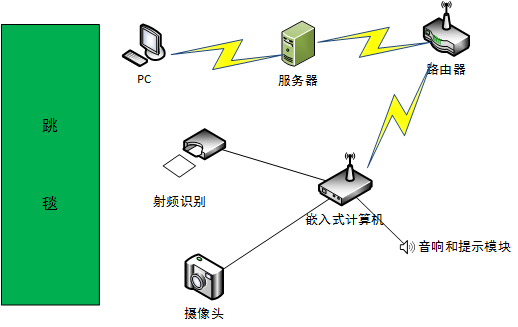 跳
毯
PC
服务器
路由器
射频识别
嵌入式计算机
音响和提示模块
摄像头